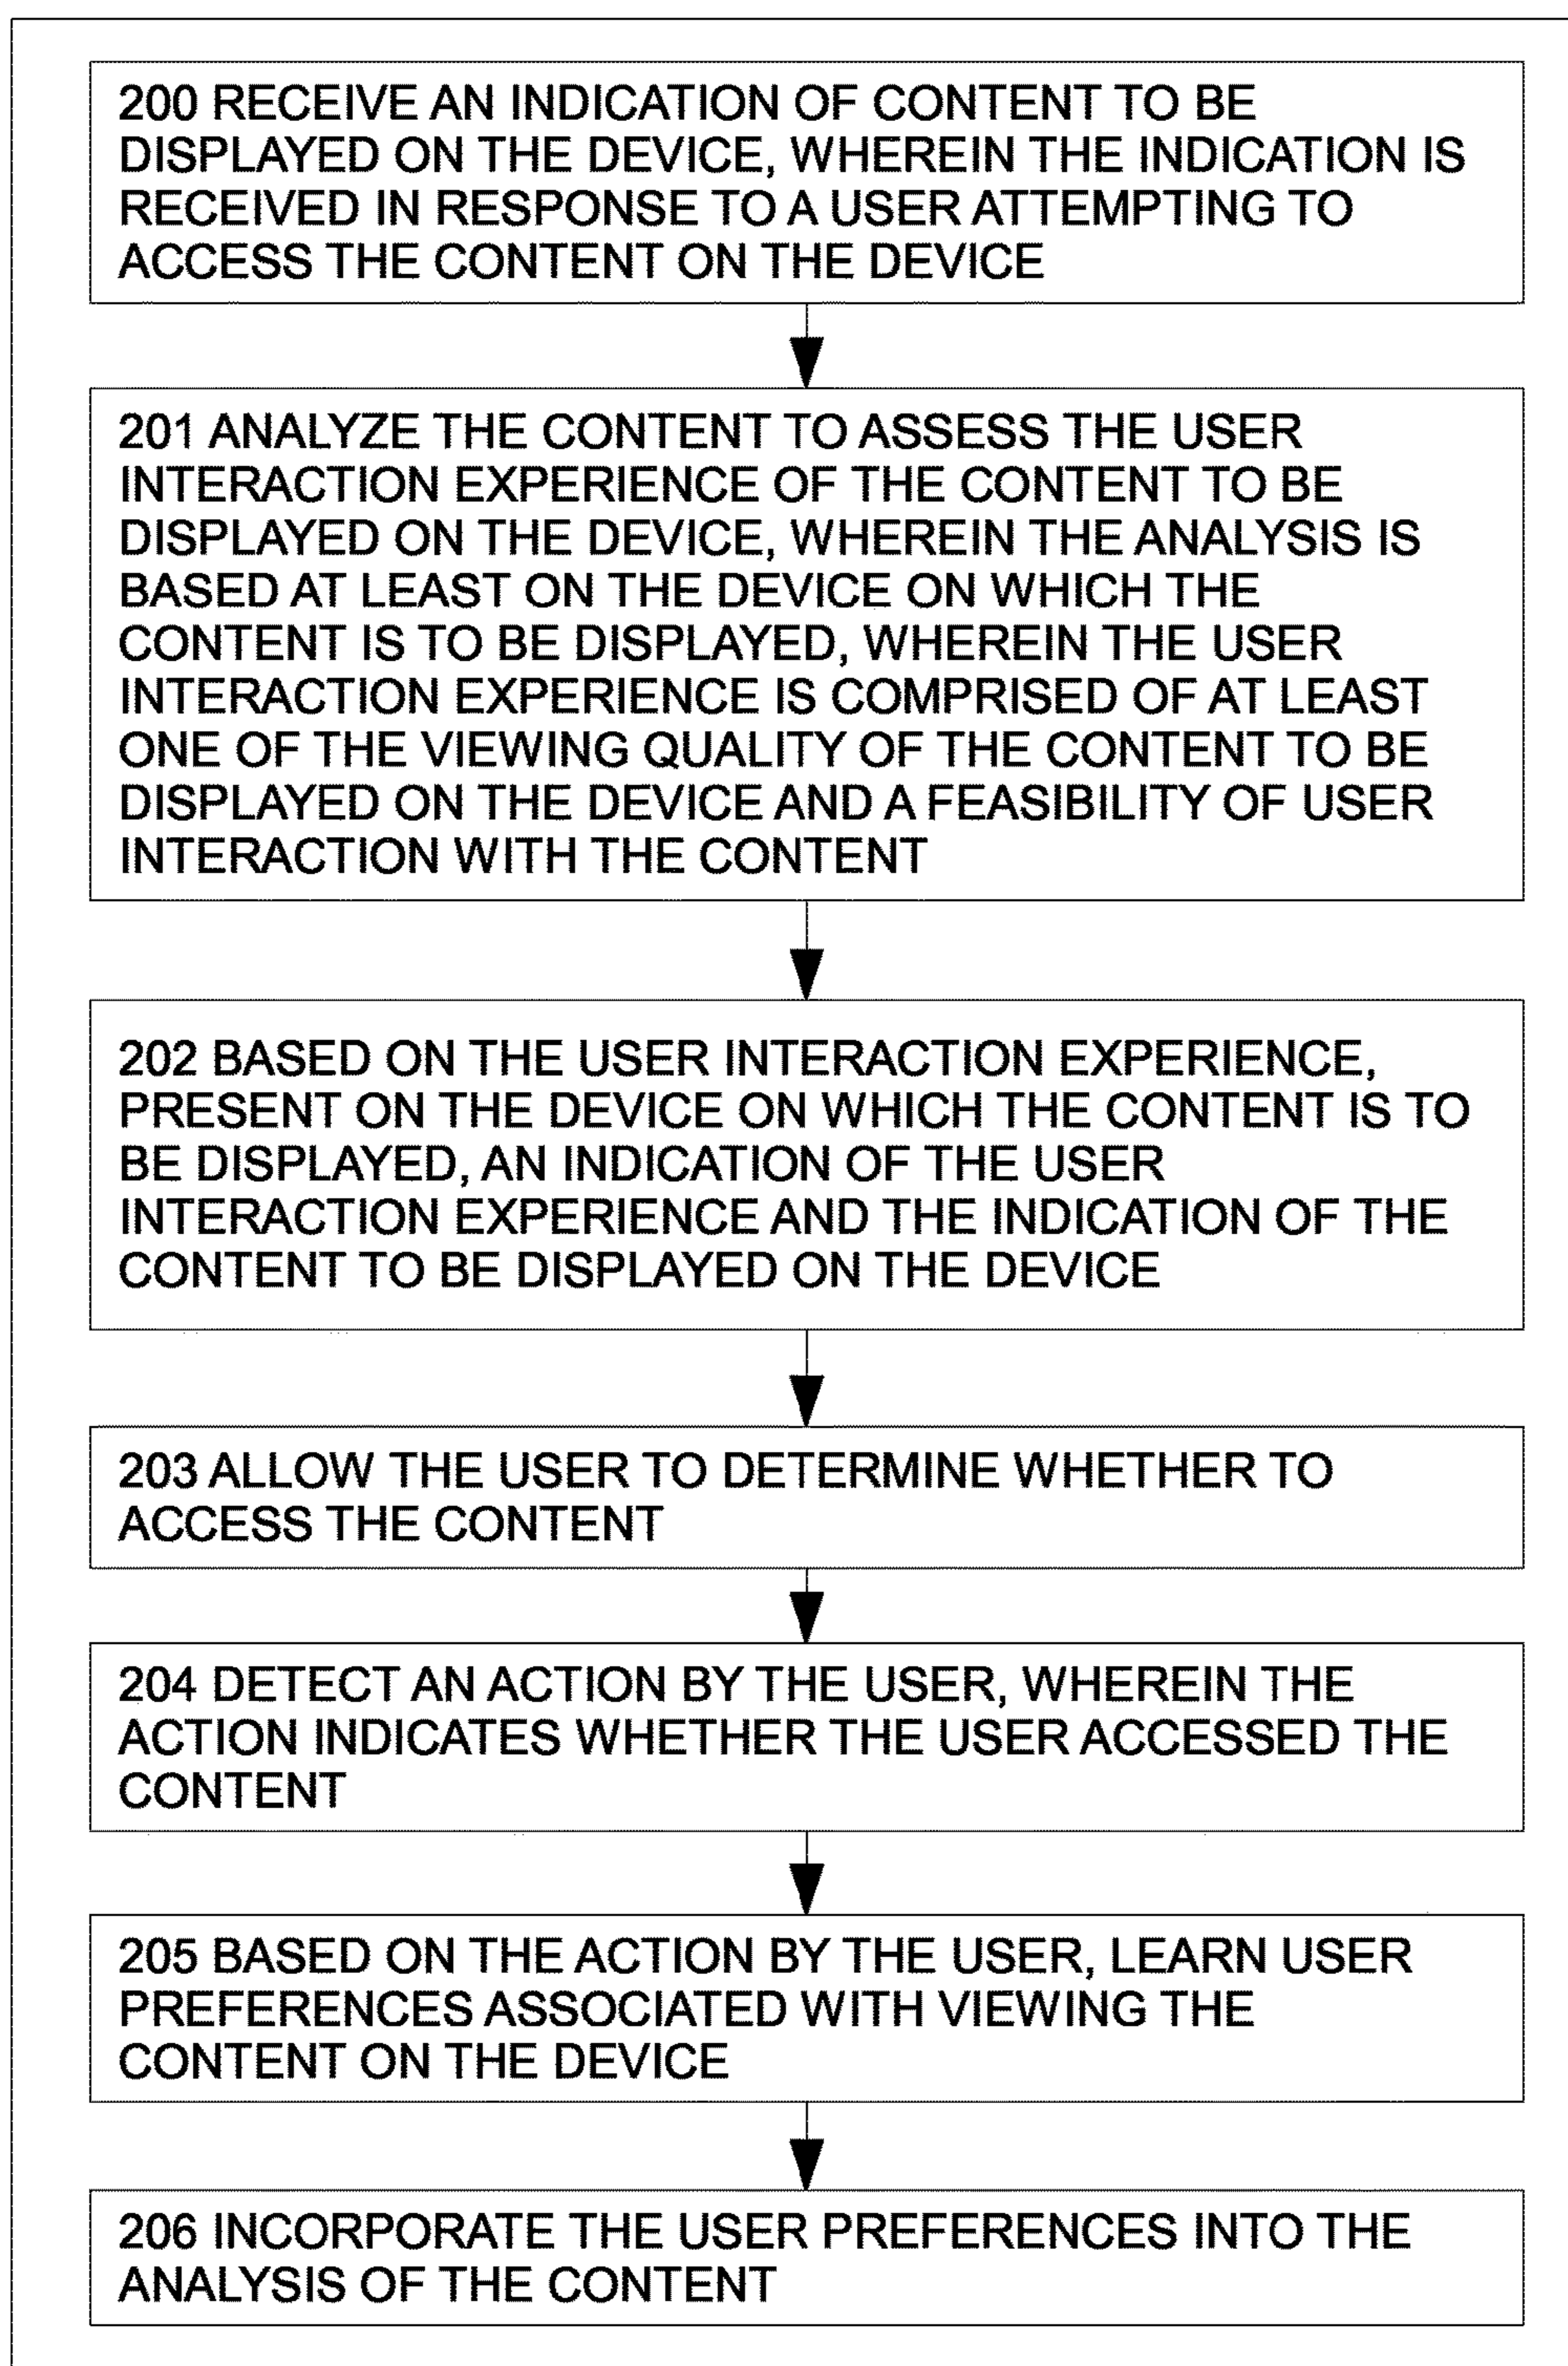 200 RECEIVE AN INDICATION OF CONTENT TO BE
DISPLAYED ON THE DEVICE, WHEREIN THE INDICATION IS
RECEIVED IN RESPONSE TO A USER ATTEMPTING TO
ACCESS THE CONTENT ON THE DEVICE
201 ANALYZE THE CONTENT TO ASSESS THE USER
INTERACTION EXPERIENCE OF THE CONTENT TO BE
DISPLAYED ON THE DEVICE, WHEREIN THE ANALYSIS IS
BASED AT LEAST ON THE DEVICE ON WHICH THE
CONTENT IS TO BE DISPLAYED, WHEREIN THE USER
INTERACTION EXPERIENCE IS COMPRISED OF AT LEAST
ONE OF THE VIEWING QUALITY OF THE CONTENT TO BE
DISPLAYED ON THE DEVICE AND A FEASIBILITY OF USER
INTERACTION WITH THE CONTENT
202 BASED ON THE USER INTERACTION EXPERIENCE,
PRESENT ON THE DEVICE ON WHICH THE CONTENT IS TO
BE DISPLAYED, AN INDICATION OF THE USER
INTERACTION EXPERIENCE AND THE INDICATION OF THE
CONTENT TO BE DISPLAYED ON THE DEVICE
203 ALLOW THE USER TO DETERMINE WHETHER TO
ACCESS THE CONTENT
204 DETECT AN ACTION BY THE USER, WHEREIN THE
ACTION INDICATES WHETHER THE USER ACCESSED THE
CONTENT
205 BASED ON THE ACTION BY THE USER, LEARN USER
PREFERENCES ASSOCIATED WITH VIEWING THE
CONTENT ON THE DEVICE
206 INCORPORATE THE USER PREFERENCES INTO THE
ANALYSIS OF THE CONTENT